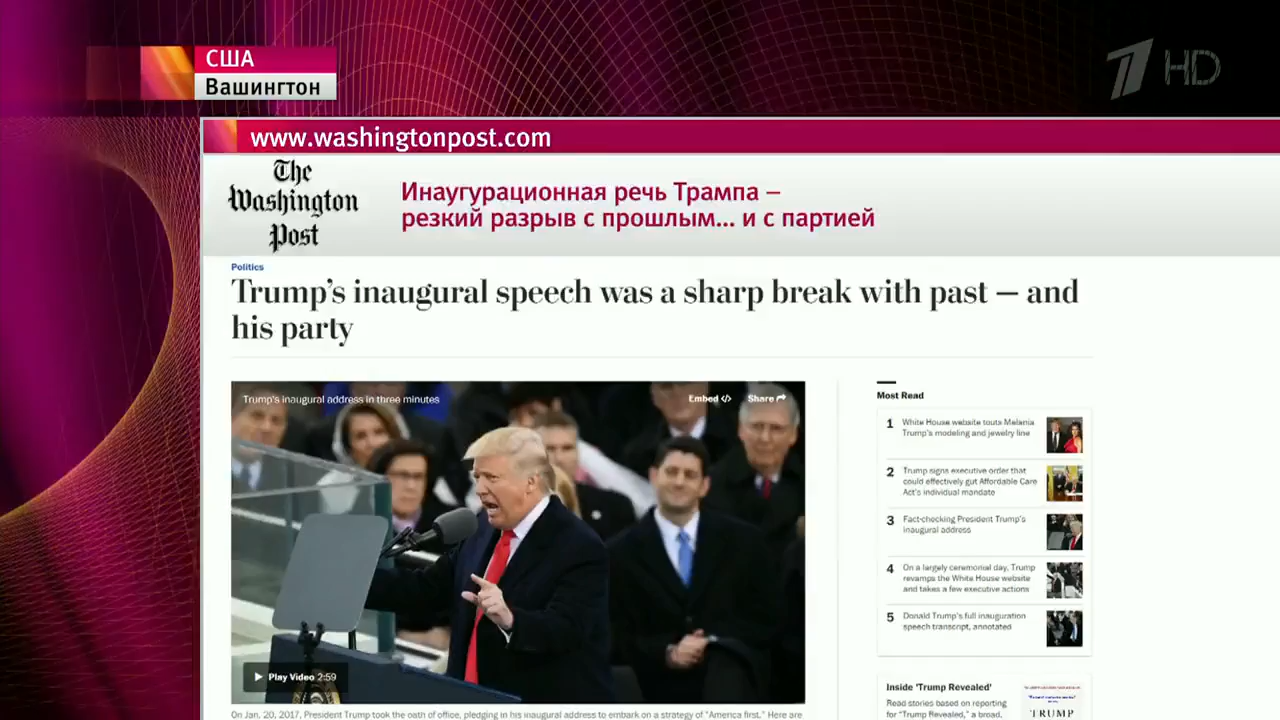 США
Вашингтон
HD
www.washingtonpost.com
The
Washington
Post
Инаугурационная речь Трампа –
резкий разрыв с прошлым... и с партией
Politics
Trump's inaugural speech was a sharp break with past — and
his party
Trump's inaugural address in three minutes
Embed </>
Share
Play Video 2:59
On Jan. 20, 2017, President Trump took the oath of office, pledging in his inaugural address to embark on a strategy of "America first." Here are
Most Read
1 White House website touts Melania
Trump's modeling and jewelry line
2 Trump signs executive order that
could effectively gut Affordable Care
Act's individual mandate
3 Fact-checking President Trump's
inaugural address
4 On a largely ceremonial day, Trump
revamps the White House website
and takes a few executive actions
5 Donald Trump's full inauguration
speech transcript, annotated
Inside 'Trump Revealed'
Read stories based on reporting
for "Trump Revealed," a broad,
TRUMP